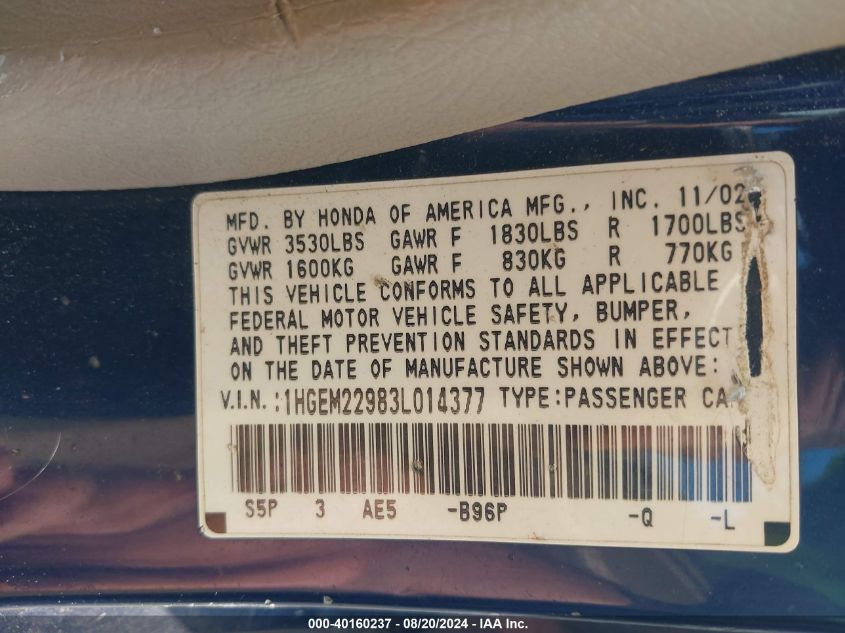 MFD. BY HONDA OF AMERICA MFG., INC. 11/02
GVWR 3530LBS GAWR F 1830LBS R 1700LBS
GVWR 1600KG GAWR F 830KG R 770KG
THIS VEHICLE CONFORMS TO ALL APPLICABLE
FEDERAL MOTOR VEHICLE SAFETY, BUMPER,
AND THEFT PREVENTION STANDARDS IN EFFECT
ON THE DATE OF MANUFACTURE SHOWN ABOVE:
V.I.N.:1HGEM22983L014377 TYPE:PASSENGER CA
S5P 3 AE5 -B96P -Q -L
000-40160237 - 08/20/2024 - IAA Inc.